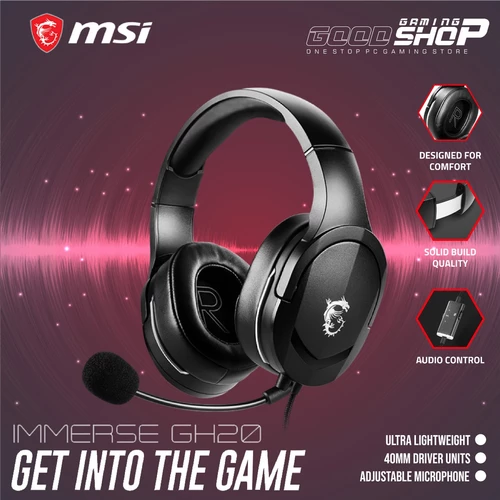 msi
GAMING
GOOD SHOP
ONE STOP PC GAMING STORE
DESIGNED FOR
COMFORT
SOLID BUILD
QUALITY
AUDIO CONTROL
R
R
IMMERSE GH20
GET INTO THE GAME
ULTRA LIGHTWEIGHT
40MM DRIVER UNITS
ADJUSTABLE MICROPHONE